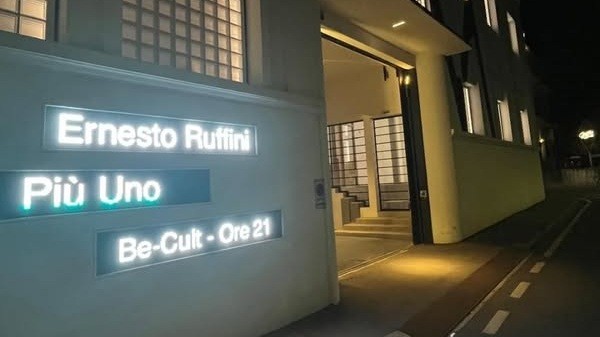 Ernesto Ruffini
Più Uno
Be-Cult - Ore 21